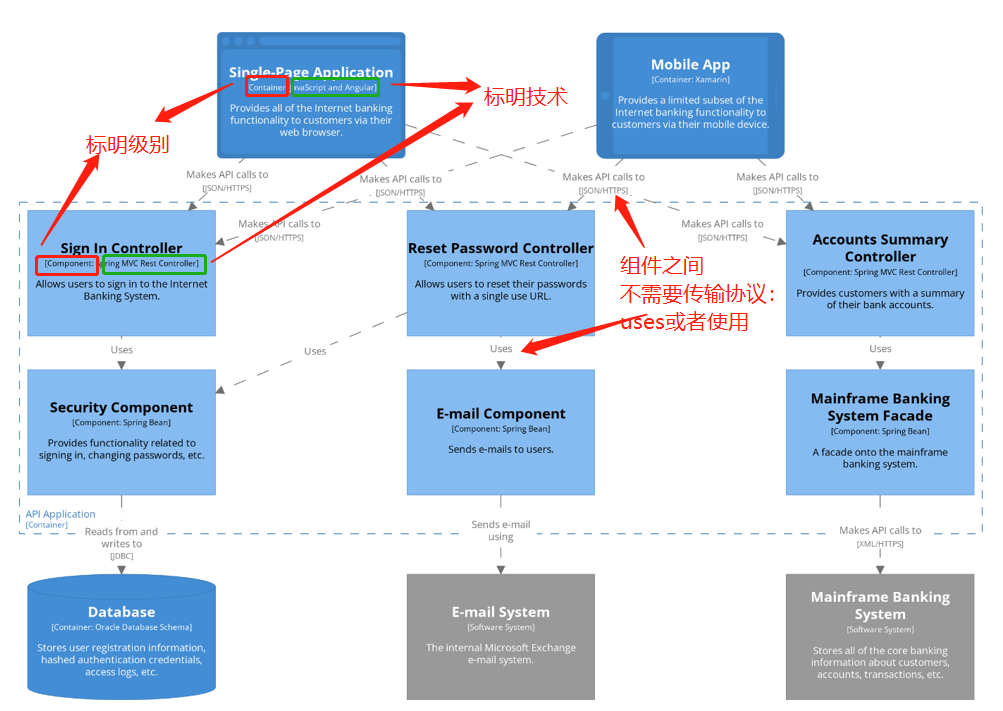 Single-Page Application
[Container: JavaScript and Angular]
Provides all of the Internet banking
functionality to customers via their
web browser.
Mobile App
[Container: Xamarin]
Provides a limited subset of the
Internet banking functionality to
customers via their mobile device.
标明级别
标明技术
Makes API calls to
[JSON/HTTPS]
Makes API calls to
[JSON/HTTPS]
Makes API calls to
[JSON/HTTPS]
Makes API calls to
[JSON/HTTPS]
Makes API calls to
[JSON/HTTPS]
Makes API calls to
[JSON/HTTPS]
Sign In Controller
[Component: Spring MVC Rest Controller]
Allows users to sign in to the Internet
Banking System.
Reset Password Controller
[Component: Spring MVC Rest Controller]
Allows users to reset their passwords
with a single use URL.
组件之间
不需要传输协议：
uses或者使用
Accounts Summary
Controller
[Component: Spring MVC Rest Controller]
Provides customers with a summary
of their bank accounts.
Uses
Uses
Uses
Uses
Security Component
[Component: Spring Bean]
Provides functionality related to
signing in, changing passwords, etc.
E-mail Component
[Component: Spring Bean]
Sends e-mails to users.
Mainframe Banking
System Facade
[Component: Spring Bean]
A facade onto the mainframe
banking system.
API Application
[Container]
Reads from and
writes to
[JDBC]
Sends e-mail
using
Makes API calls to
[XML/HTTPS]
Database
[Container: Oracle Database Schema]
Stores user registration information,
hashed authentication credentials,
access logs, etc.
E-mail System
[Software System]
The internal Microsoft Exchange
e-mail system.
Mainframe Banking
System
[Software System]
Stores all of the core banking
information about customers,
accounts, transactions, etc.